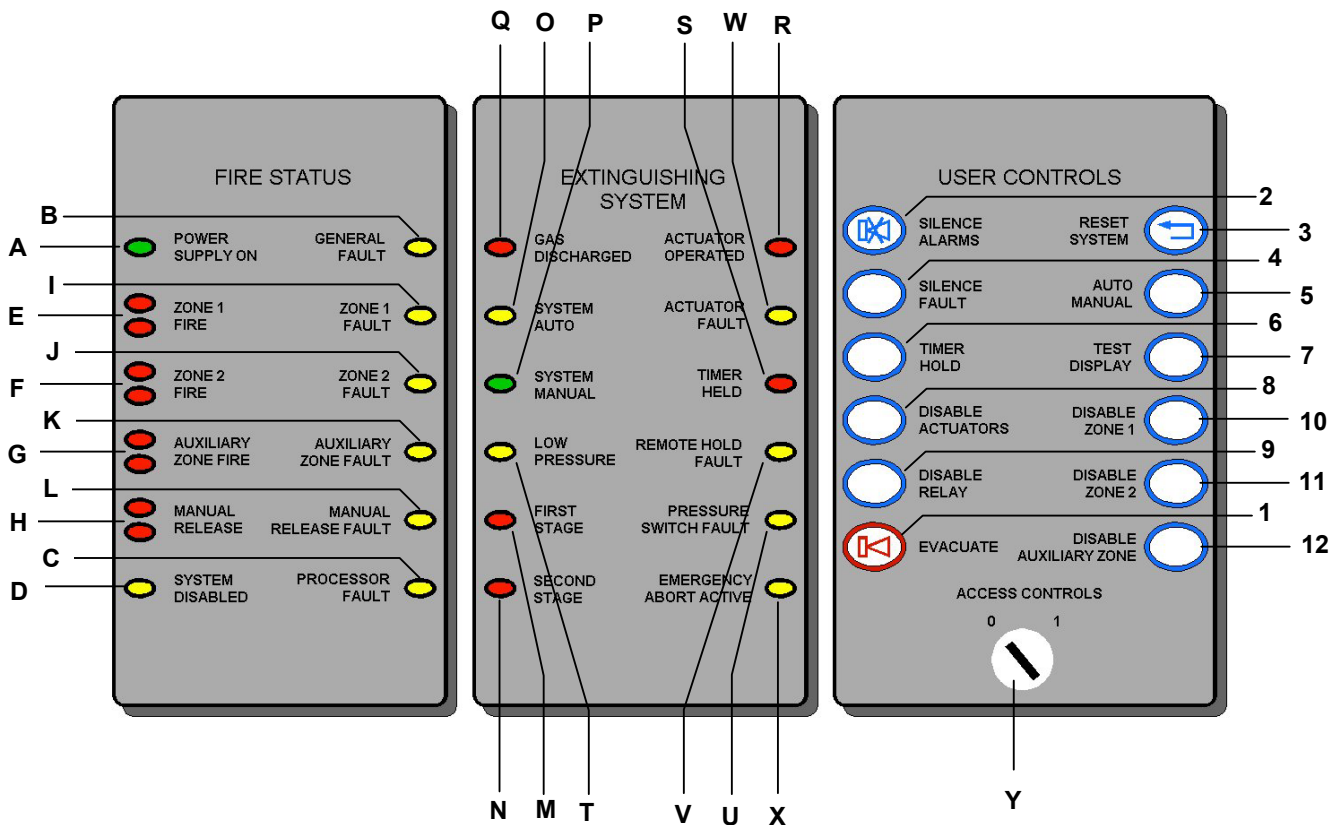 Q O P S W R
FIRE STATUS
B
A
POWER
SUPPLY ON
GENERAL
FAULT
I
E
ZONE 1
FIRE
ZONE 1
FAULT
J
F
ZONE 2
FIRE
ZONE 2
FAULT
K
G
AUXILIARY
ZONE FIRE
AUXILIARY
ZONE FAULT
L
H
MANUAL
RELEASE
MANUAL
RELEASE FAULT
C
D
SYSTEM
DISABLED
PROCESSOR
FAULT
EXTINGUISHING
SYSTEM
GAS
DISCHARGED
ACTUATOR
OPERATED
SYSTEM
AUTO
ACTUATOR
FAULT
SYSTEM
MANUAL
TIMER
HELD
LOW
PRESSURE
REMOTE HOLD
FAULT
FIRST
STAGE
PRESSURE
SWITCH FAULT
SECOND
STAGE
EMERGENCY
ABORT ACTIVE
USER CONTROLS
2
SILENCE
ALARMS
RESET
SYSTEM
3
4
SILENCE
FAULT
AUTO
MANUAL
5
6
TIMER
HOLD
TEST
DISPLAY
7
8
DISABLE
ACTUATORS
DISABLE
ZONE 1
10
9
DISABLE
RELAY
DISABLE
ZONE 2
11
1
EVACUATE
DISABLE
AUXILIARY ZONE
12
ACCESS CONTROLS
0 1
N M T V U X
Y